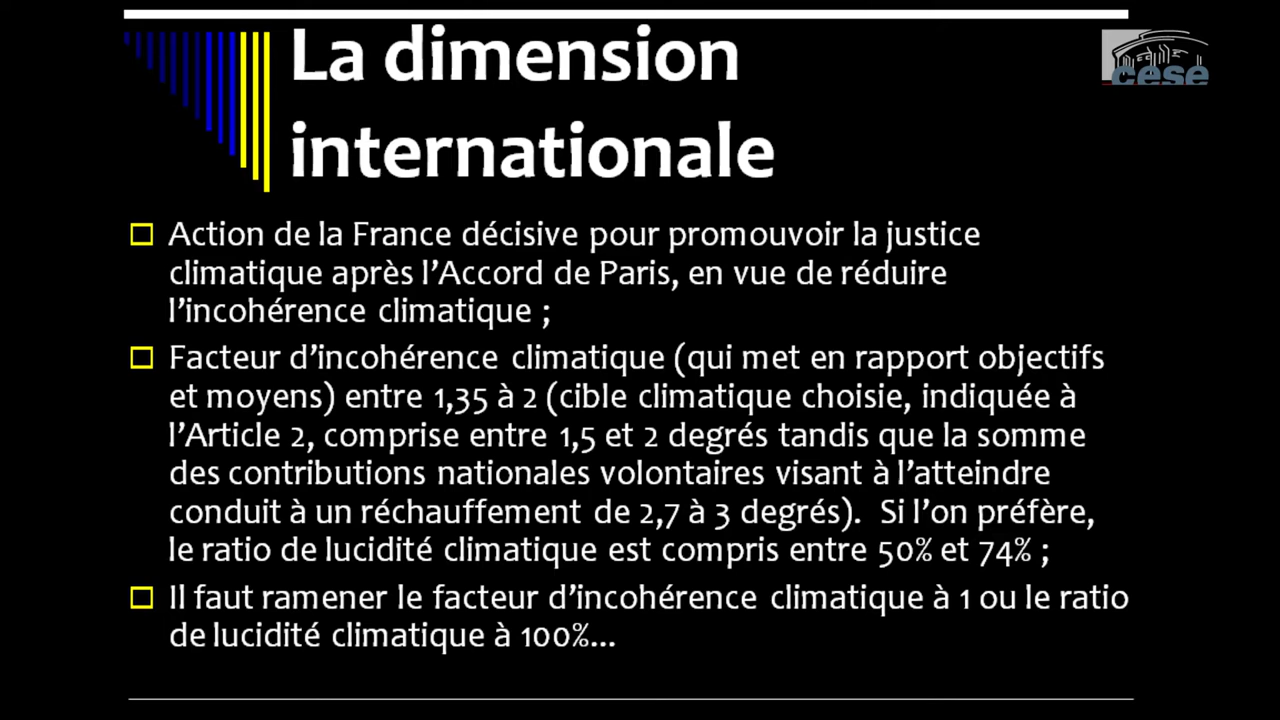 La dimension
internationale
cese
Action de la France décisive pour promouvoir la justice
climatique après l’Accord de Paris, en vue de réduire
l’incohérence climatique ;
Facteur d’incohérence climatique (qui met en rapport objectifs
et moyens) entre 1,35 à 2 (cible climatique choisie, indiquée à
l’Article 2, comprise entre 1,5 et 2 degrés tandis que la somme
des contributions nationales volontaires visant à l’atteindre
conduit à un réchauffement de 2,7 à 3 degrés). Si l’on préfère,
le ratio de lucidité climatique est compris entre 50% et 74% ;
Il faut ramener le facteur d’incohérence climatique à 1 ou le ratio
de lucidité climatique à 100%...